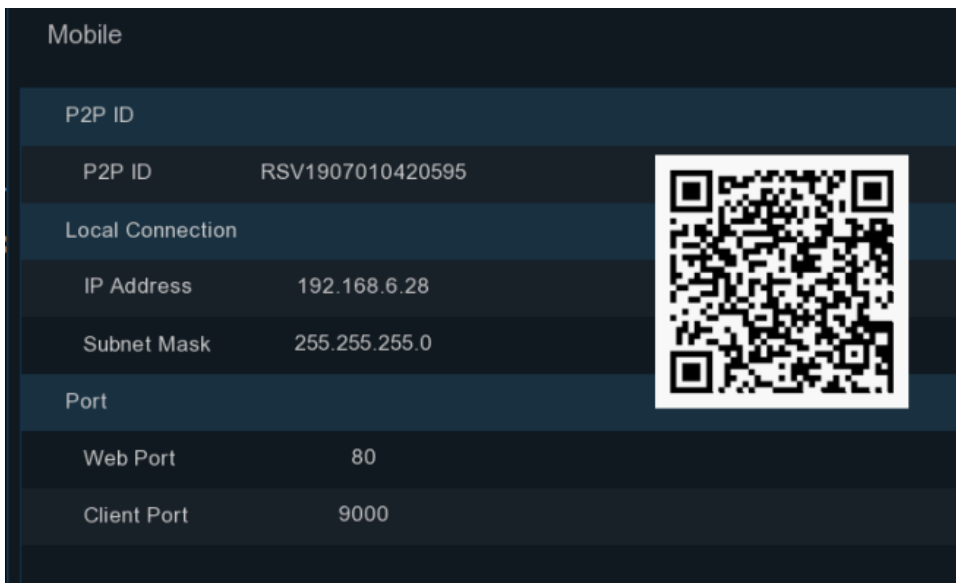 Mobile
P2P ID
P2P ID RSV1907010420595
Local Connection
IP Address 192.168.6.28
Subnet Mask 255.255.255.0
Port
Web Port 80
Client Port 9000